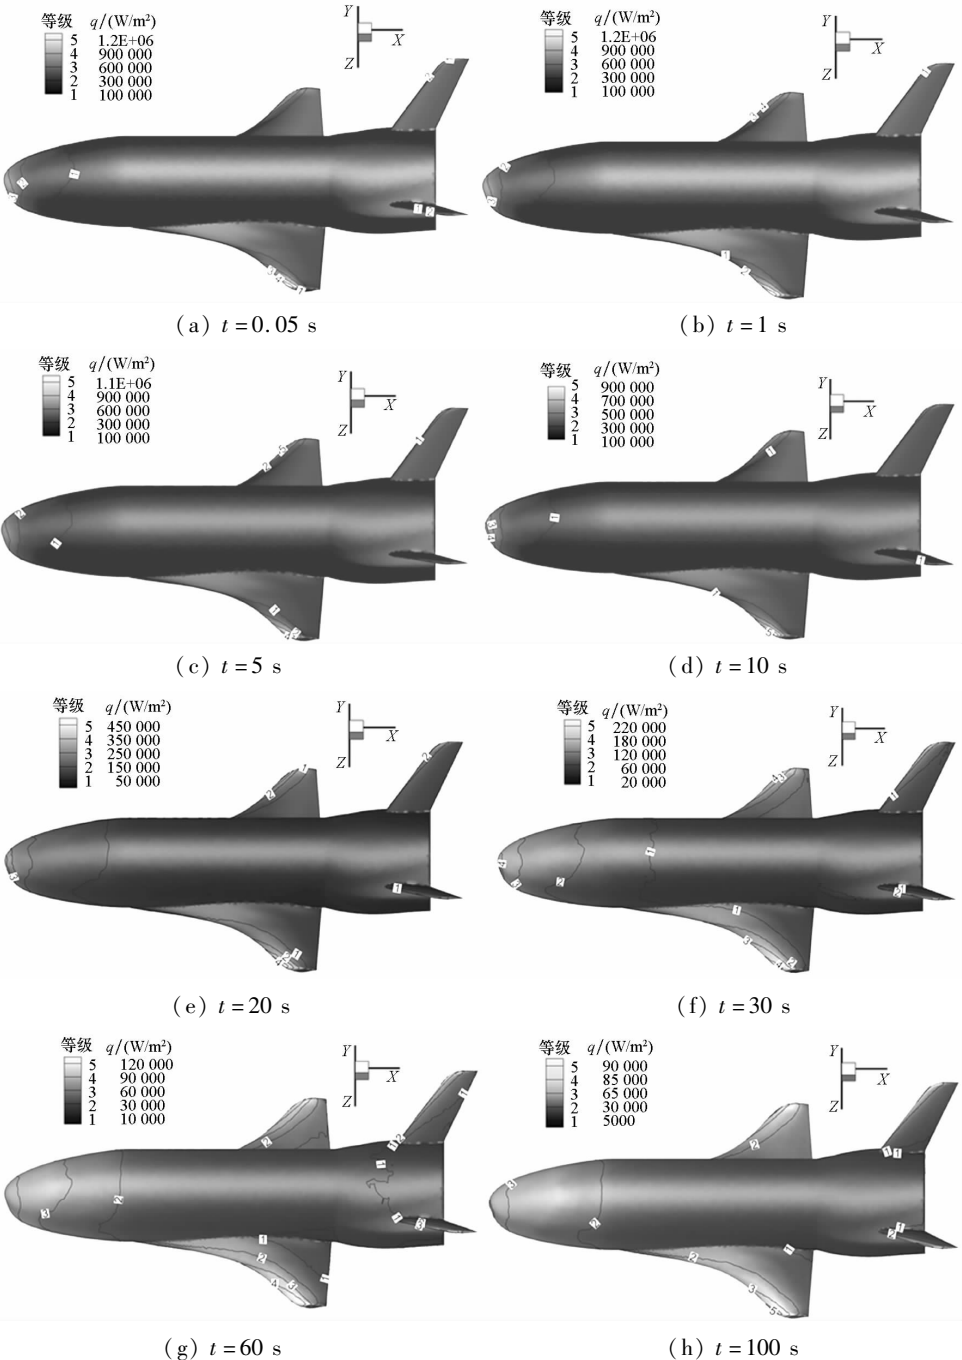 等级 q/(W/m²)
5 1.2E+06
4 900 000
3 600 000
2 300 000
1 100 000
Y
X
Z
(a) t=0.05 s
等级 q/(W/m²)
5 1.2E+06
4 900 000
3 600 000
2 300 000
1 100 000
Y
X
Z
(b) t=1 s
等级 q/(W/m²)
5 1.1E+06
4 900 000
3 600 000
2 300 000
1 100 000
Y
X
Z
(c) t=5 s
等级 q/(W/m²)
5 900 000
4 700 000
3 500 000
2 300 000
1 100 000
Y
X
Z
(d) t=10 s
等级 q/(W/m²)
5 450 000
4 350 000
3 250 000
2 150 000
1 50 000
Y
X
Z
(e) t=20 s
等级 q/(W/m²)
5 220 000
4 180 000
3 120 000
2 60 000
1 20 000
Y
X
Z
(f) t=30 s
等级 q/(W/m²)
5 120 000
4 90 000
3 60 000
2 30 000
1 10 000
Y
X
Z
(g) t=60 s
等级 q/(W/m²)
5 90 000
4 85 000
3 65 000
2 30 000
1 5000
Y
X
Z
(h) t=100 s